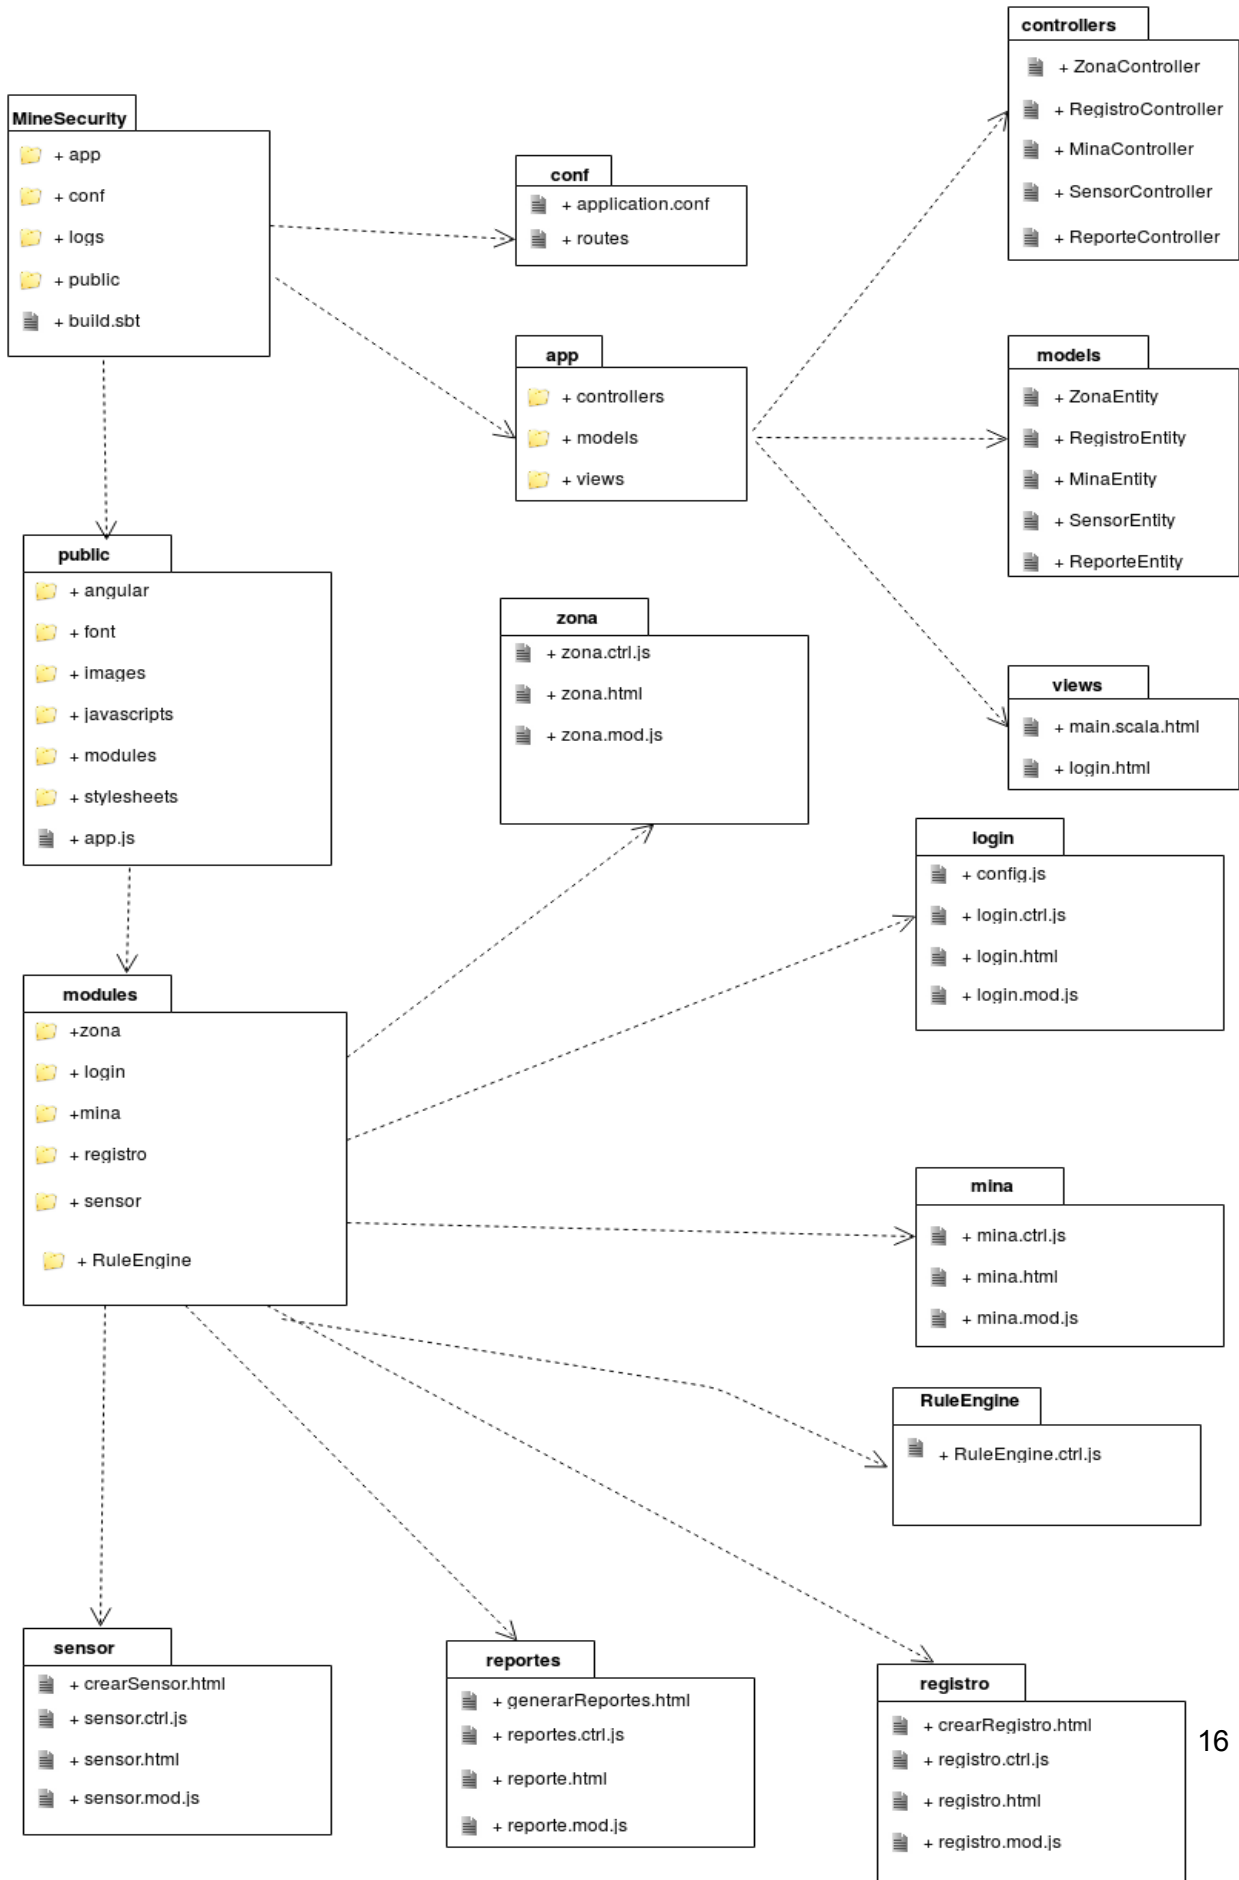 MineSecurity
+ app
+ conf
+ logs
+ public
+ build.sbt
conf
+ application.conf
+ routes
app
+ controllers
+ models
+ views
controllers
+ ZonaController
+ RegistroController
+ MinaController
+ SensorController
+ ReporteController
models
+ ZonaEntity
+ RegistroEntity
+ MinaEntity
+ SensorEntity
+ ReporteEntity
views
+ main.scala.html
+ login.html
public
+ angular
+ font
+ images
+ javascripts
+ modules
+ stylesheets
+ app.js
zona
+ zona.ctrl.js
+ zona.html
+ zona.mod.js
login
+ config.js
+ login.ctrl.js
+ login.html
+ login.mod.js
modules
+zona
+ login
+mina
+ registro
+ sensor
+ RuleEngine
mina
+ mina.ctrl.js
+ mina.html
+ mina.mod.js
RuleEngine
+ RuleEngine.ctrl.js
sensor
+ crearSensor.html
+ sensor.ctrl.js
+ sensor.html
+ sensor.mod.js
reportes
+ generarReportes.html
+ reportes.ctrl.js
+ reporte.html
+ reporte.mod.js
registro
+ crearRegistro.html
+ registro.ctrl.js
+ registro.html
+ registro.mod.js
16